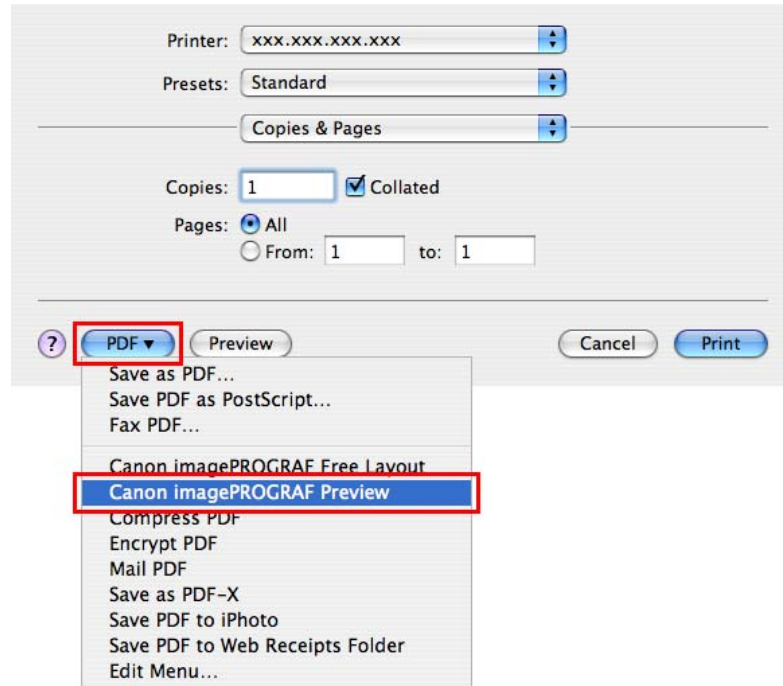 Printer: xxx.xxx.xxx.xxx
Presets: Standard
Copies & Pages
Copies: 1 Collated
Pages: All
From: 1 to: 1
? PDF ▼ Preview Cancel Print
Save as PDF...
Save PDF as PostScript...
Fax PDF...
Canon imagePROGRAF Free Layout
Canon imagePROGRAF Preview
Compress PDF
Encrypt PDF
Mail PDF
Save as PDF-X
Save PDF to iPhoto
Save PDF to Web Receipts Folder
Edit Menu...